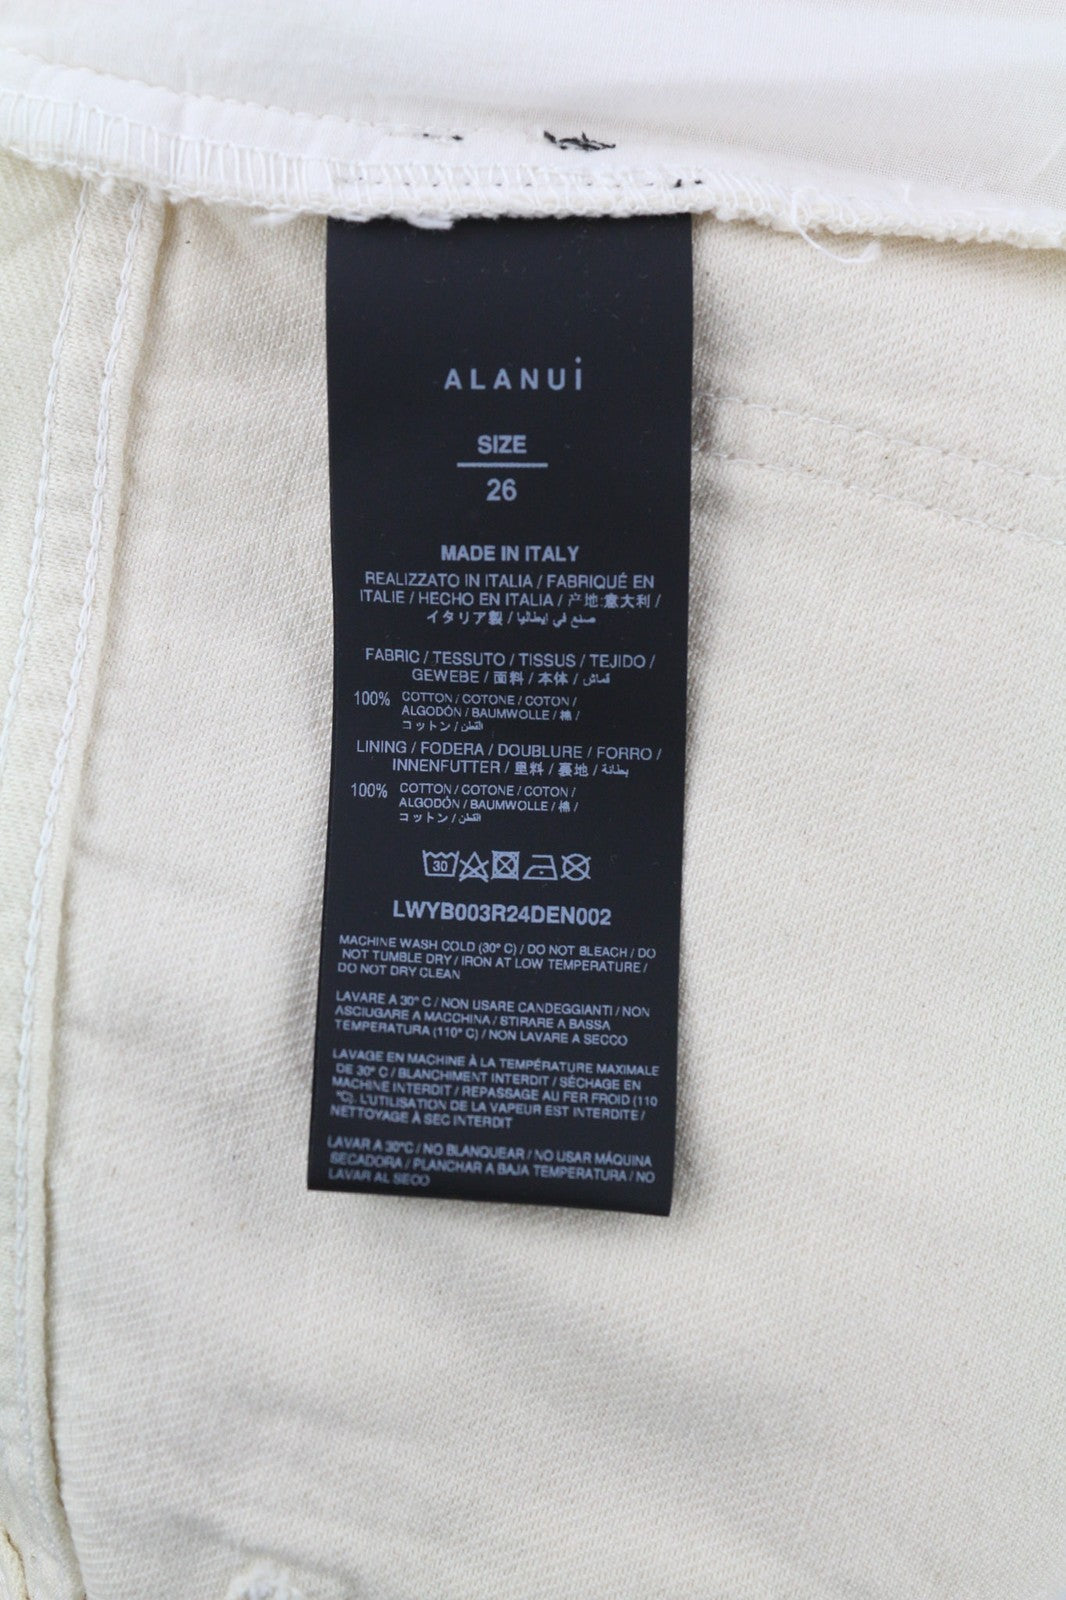 ALANUi
SIZE
26
MADE IN ITALY
REALIZZATO IN ITALIA / FABRIQUÉ EN
ITALIE / HECHO EN ITALIA / 产地:意大利 /
イタリア製 / صنع في إيطاليا
FABRIC / TESSUTO / TISSUS / TEJIDO /
GEWEBE / 面料 / 本体 / قماش
100% COTTON / COTONE / COTON /
ALGODÓN / BAUMWOLLE / 棉 /
コットン / القطن
LINING / FODERA / DOUBLURE / FORRO /
INNENFUTTER / 里料 / 裏地 / بطانة
100% COTTON / COTONE / COTON /
ALGODÓN / BAUMWOLLE / 棉 /
コットン / القطن
30
LWYB003R24DEN002
MACHINE WASH COLD (30° C) / DO NOT BLEACH / DO
NOT TUMBLE DRY / IRON AT LOW TEMPERATURE /
DO NOT DRY CLEAN
LAVARE A 30° C / NON USARE CANDEGGIANTI / NON
ASCIUGARE A MACCHINA / STIRARE A BASSA
TEMPERATURA (110° C) / NON LAVARE A SECCO
LAVAGE EN MACHINE À LA TEMPÉRATURE MAXIMALE
DE 30° C / BLANCHIMENT INTERDIT / SÉCHAGE EN
MACHINE INTERDIT / REPASSAGE AU FER FROID (110
°C). L'UTILISATION DE LA VAPEUR EST INTERDITE /
NETTOYAGE À SEC INTERDIT
LAVAR A 30°C / NO BLANQUEAR / NO USAR MÁQUINA
SECADORA / PLANCHAR A BAJA TEMPERATURA / NO
LAVAR AL SECO